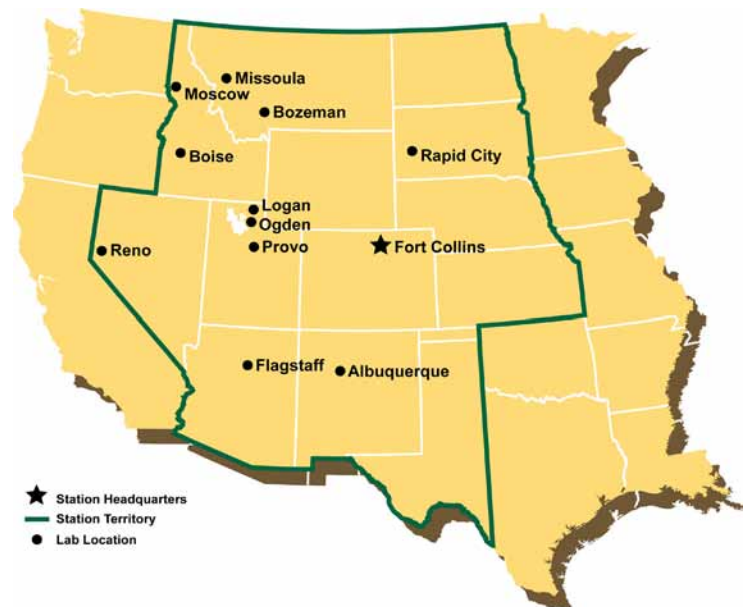 Missoula
Moscow
Bozeman
Boise
Rapid City
Logan
Ogden
Reno
Provo
Fort Collins
Flagstaff
Albuquerque
Station Headquarters
Station Territory
Lab Location